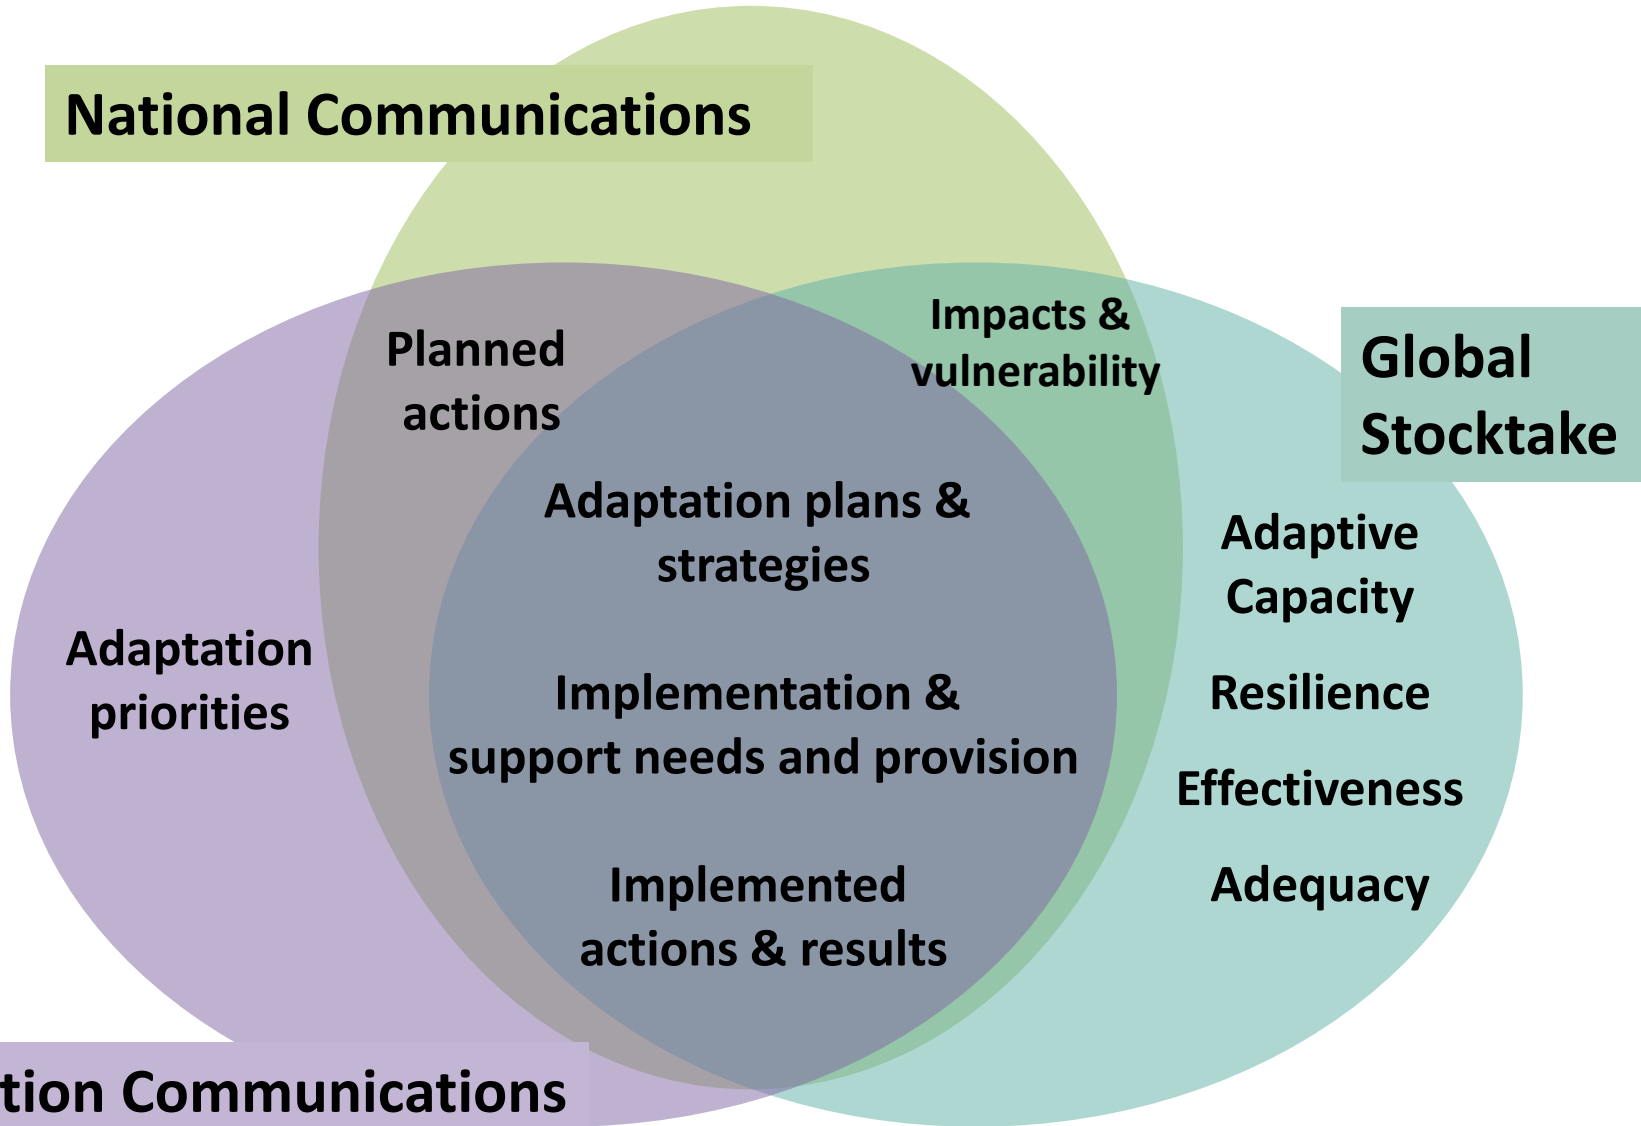 National Communications
Impacts &
vulnerability
Planned
actions
Global
Stocktake
Adaptation plans &
strategies
Adaptive
Capacity
Adaptation
priorities
Implementation &
support needs and provision
Resilience
Effectiveness
Implemented
actions & results
Adequacy
tion Communications